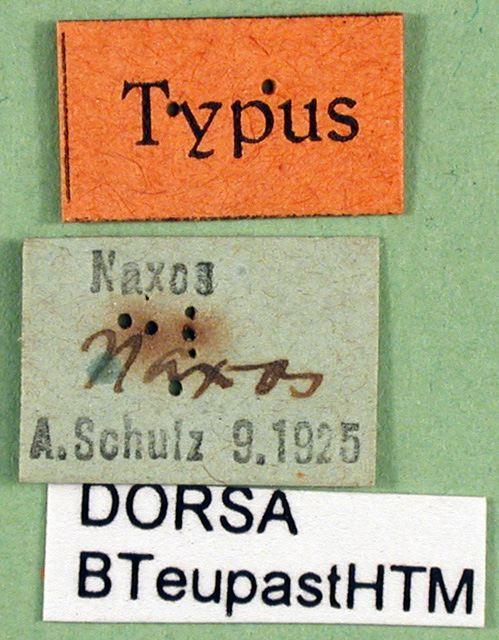 Typus
Naxos
Naxos
A. Schulz 9.1925
DORSA
BTeupastHTM